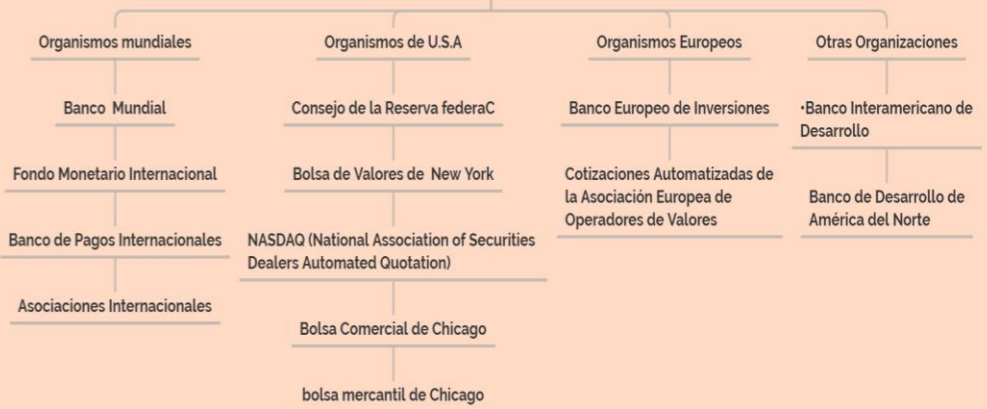 Organismos mundiales
Banco Mundial
Fondo Monetario Internacional
Banco de Pagos Internacionales
Asociaciones Internacionales
Organismos de U.S.A
Consejo de la Reserva federaC
Bolsa de Valores de New York
NASDAQ (National Association of Securities
Dealers Automated Quotation)
Bolsa Comercial de Chicago
bolsa mercantil de Chicago
Organismos Europeos
Banco Europeo de Inversiones
Cotizaciones Automatizadas de
la Asociación Europea de
Operadores de Valores
Otras Organizaciones
•Banco Interamericano de
Desarrollo
Banco de Desarrollo de
América del Norte